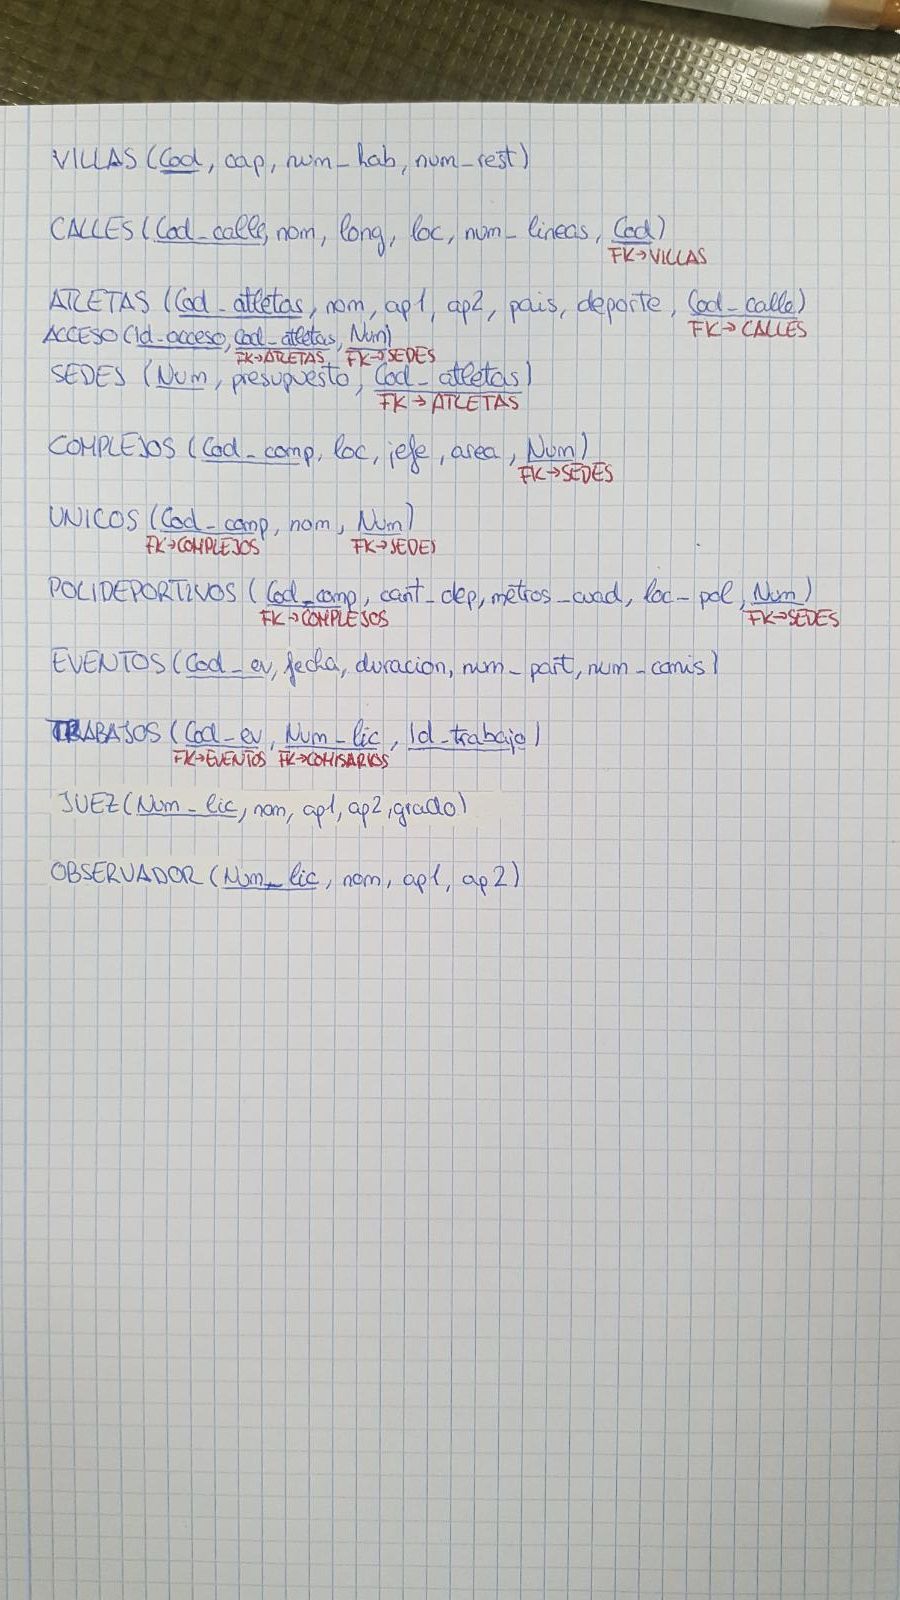 VILLAS (Cod, cap, num_hab, num_rest)
CALLES (Cod_calle, nom, long, loc, num_lineas, Cod)
FK→VILLAS
ATLETAS (Cod_atletas, nom, ap1, ap2, pais, deporte, Cod_calle)
FK→CALLES
ACCESO (Id_acceso, Cod_atletas, Num)
FK→ATLETAS, FK→SEDES
SEDES (Num, presupuesto, Cod_atletas)
FK→ATLETAS
COMPLEJOS (Cod_comp, loc, jefe, area, Num)
FK→SEDES
UNICOS (Cod_comp, nom, Num)
FK→COMPLEJOS FK→SEDES
POLIDEPORTIVOS (Cod_comp, cant_dep, metros_cuad, loc_pol, Num)
FK→COMPLEJOS FK→SEDES
EVENTOS (Cod_ev, fecha, duracion, num_part, num_comis)
TRABAJOS (Cod_ev, Num_lic, Id_trabajo)
FK→EVENTOS FK→COMISARIOS
JUEZ (Num_lic, nom, ap1, ap2, grado)
OBSERVADOR (Num_lic, nom, ap1, ap2)